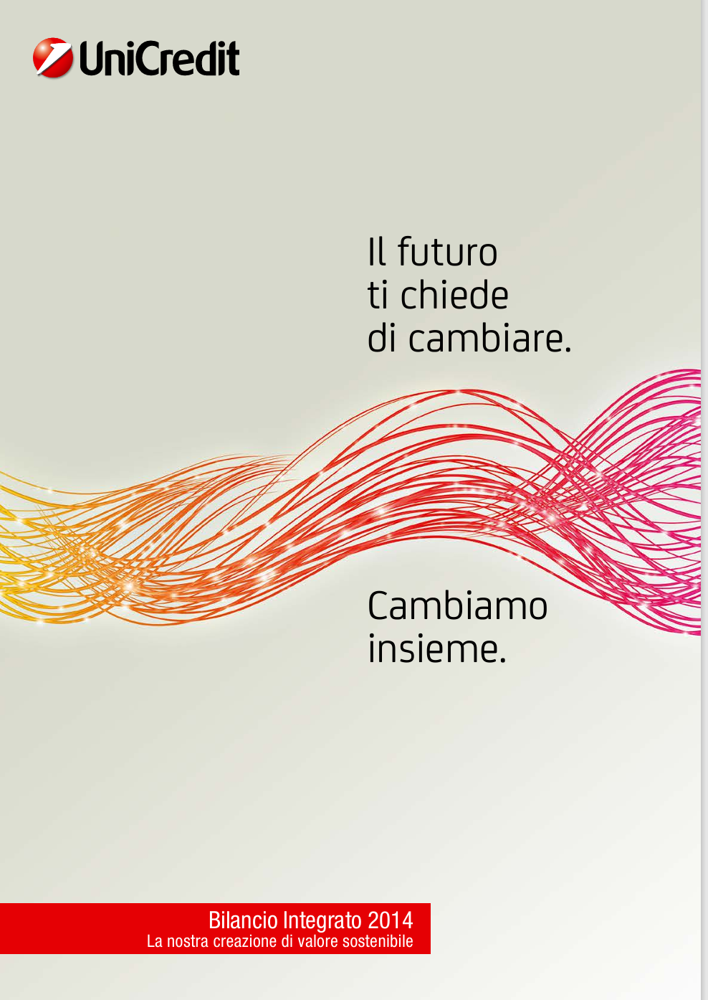 UniCredit
Il futuro
ti chiede
di cambiare.
Cambiamo
insieme.
Bilancio Integrato 2014
La nostra creazione di valore sostenibile